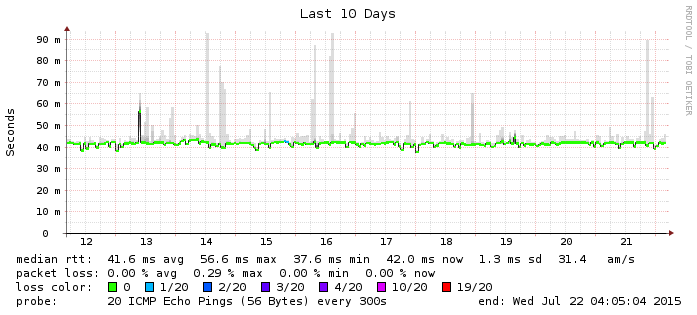 Last 10 Days
RRDTOOL / TOBI OETIKER
Seconds
90 m
80 m
70 m
60 m
50 m
40 m
30 m
20 m
10 m
0
12 13 14 15 16 17 18 19 20 21
median rtt: 41.6 ms avg 56.6 ms max 37.6 ms min 42.0 ms now 1.3 ms sd 31.4 am/s
packet loss: 0.00 % avg 0.29 % max 0.00 % min 0.00 % now
loss color: 0 1/20 2/20 3/20 4/20 10/20 19/20
probe: 20 ICMP Echo Pings (56 Bytes) every 300s end: Wed Jul 22 04:05:04 2015